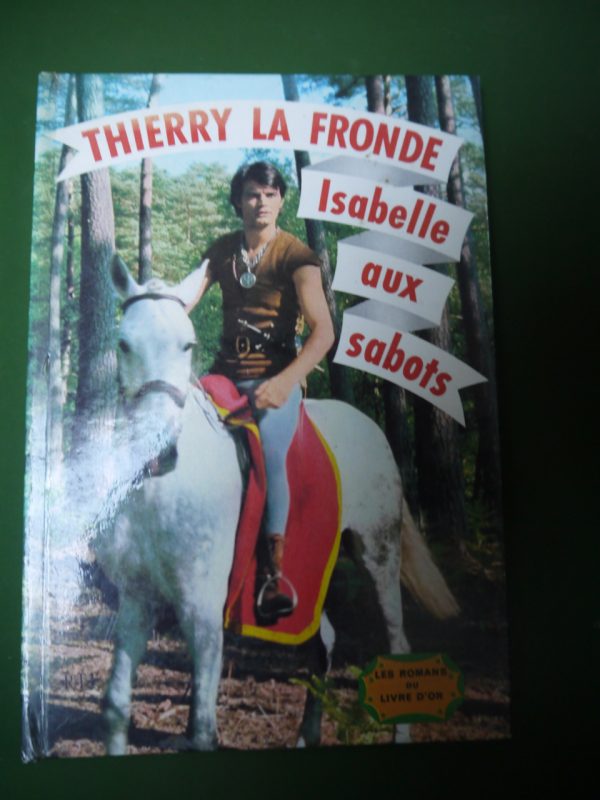 THIERRY LA FRONDE
Isabelle
aux
sabots
LES ROMANS
DU
LIVRE D'OR